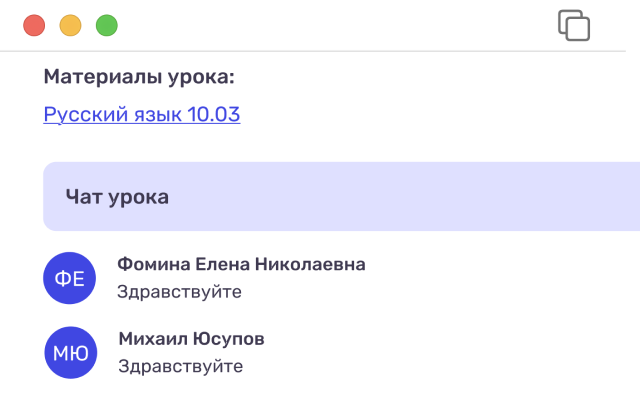 Материалы урока:
Русский язык 10.03
Чат урока
ФЕ
Фомина Елена Николаевна
Здравствуйте
МЮ
Михаил Юсупов
Здравствуйте